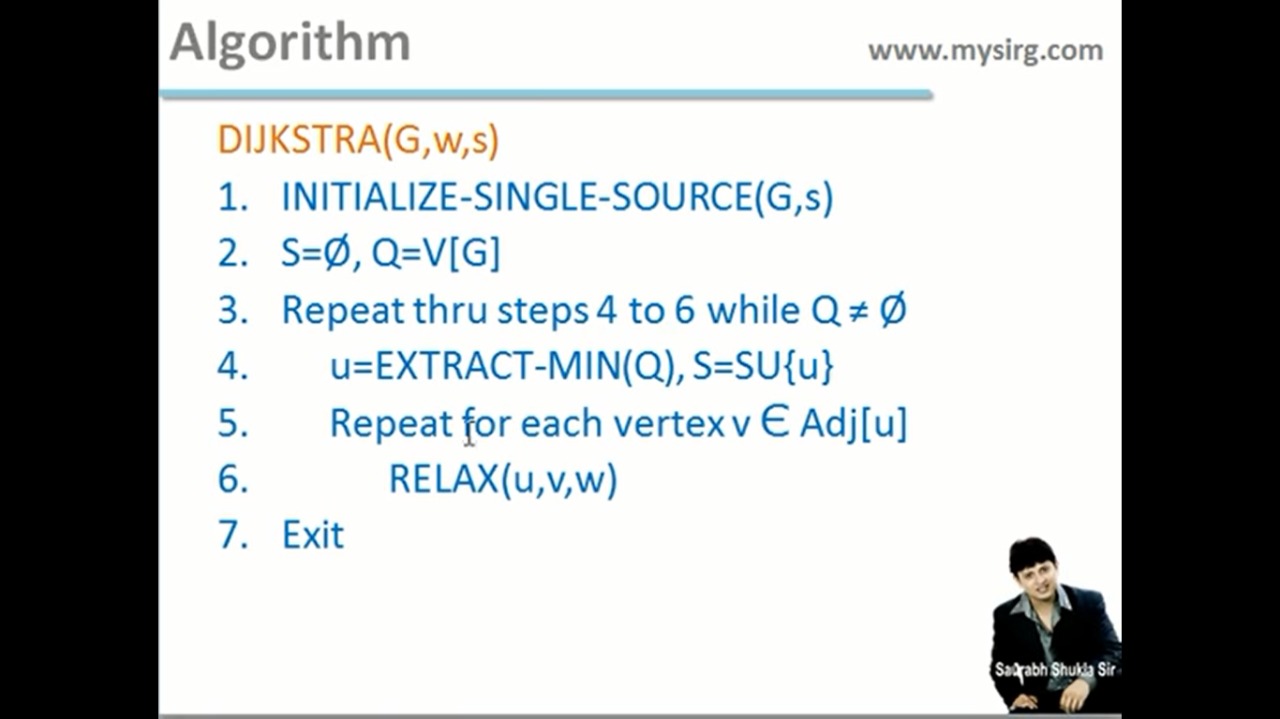 Algorithm
www.mysirg.com
DIJKSTRA(G,w,s)
1. INITIALIZE-SINGLE-SOURCE(G,s)
2. S=Ø, Q=V[G]
3. Repeat thru steps 4 to 6 while Q ≠ Ø
4. u=EXTRACT-MIN(Q), S=SU{u}
5. Repeat for each vertex v Є Adj[u]
6. RELAX(u,v,w)
7. Exit
Saurabh Shukla Sir